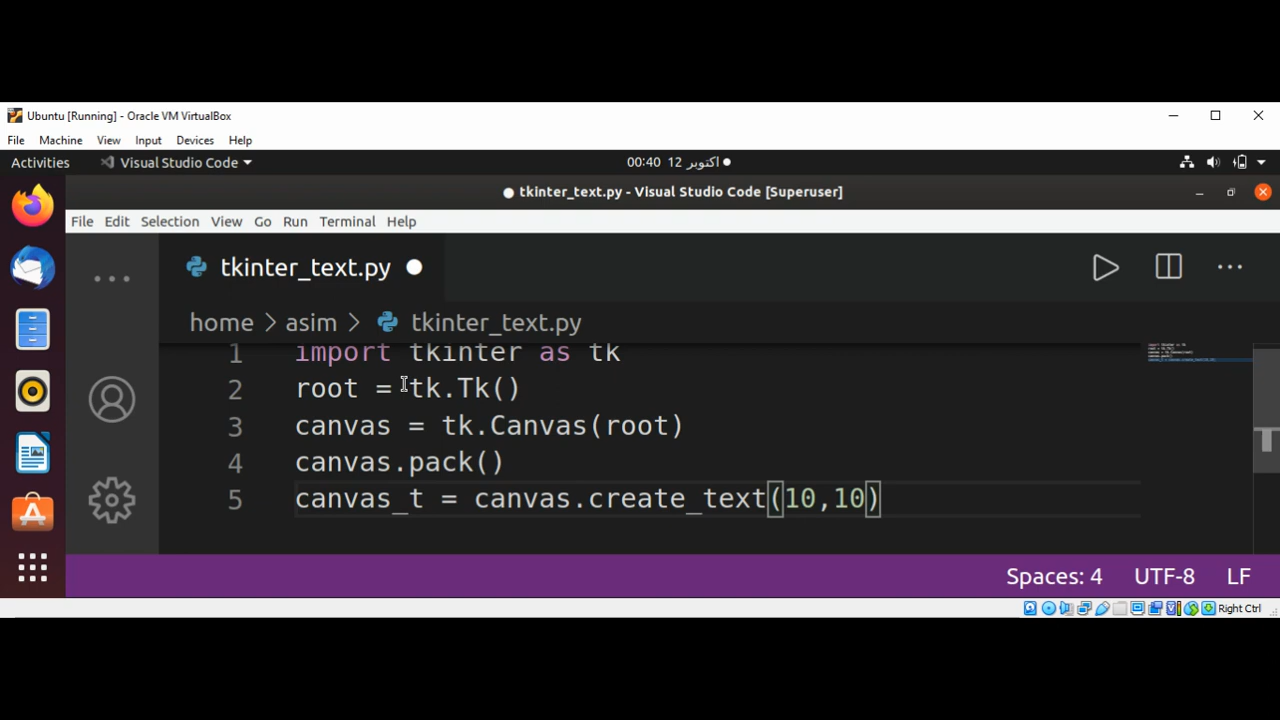 Ubuntu [Running] - Oracle VM VirtualBox
File Machine View Input Devices Help
Activities Visual Studio Code 00:40 12 اکتوبر
tkinter_text.py - Visual Studio Code [Superuser]
File Edit Selection View Go Run Terminal Help
tkinter_text.py
home > asim > tkinter_text.py
1 import tkinter as tk
2 root = tk.Tk()
3 canvas = tk.Canvas(root)
4 canvas.pack()
5 canvas_t = canvas.create_text(10,10)
Spaces: 4 UTF-8 LF
Right Ctrl